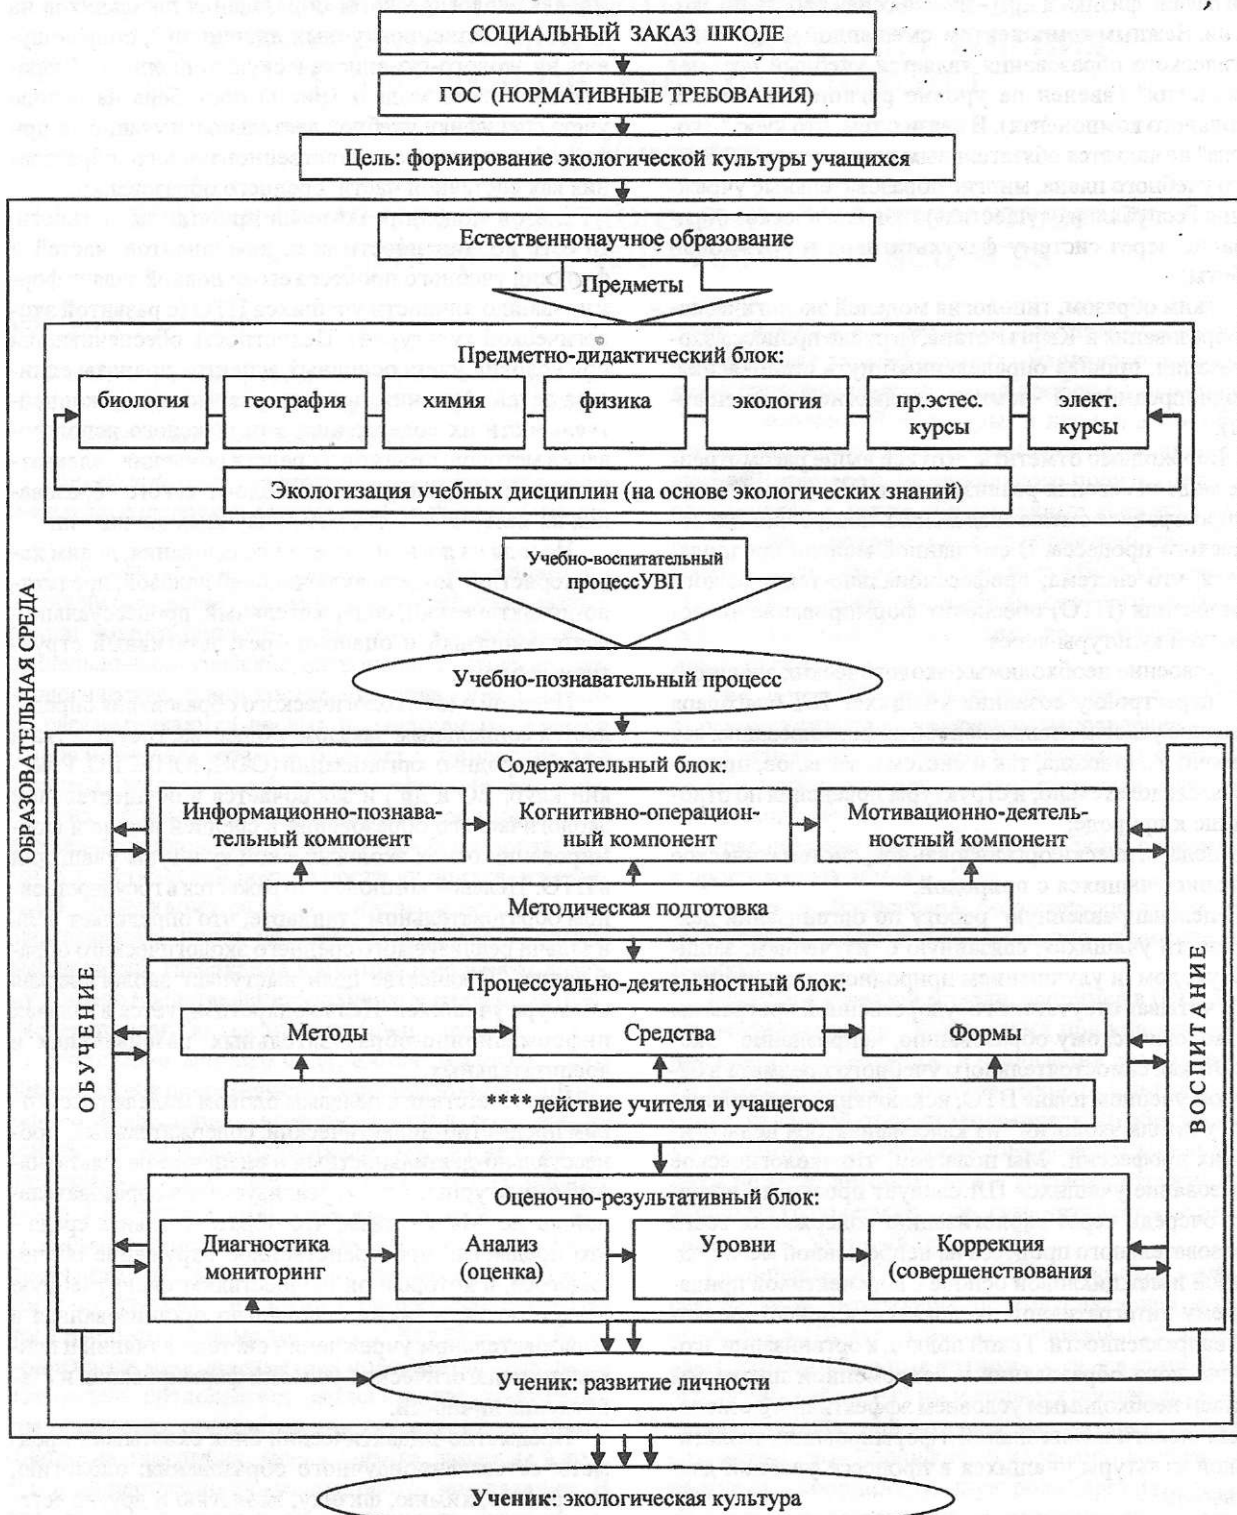 СОЦИАЛЬНЫЙ ЗАКАЗ ШКОЛЕ
ГОС (НОРМАТИВНЫЕ ТРЕБОВАНИЯ)
Цель: формирование экологической культуры учащихся
ОБРАЗОВАТЕЛЬНАЯ СРЕДА
Естественнонаучное образование
Предметы
Предметно-дидактический блок:
биология
география
химия
физика
экология
пр.эстес.
курсы
элект.
курсы
Экологизация учебных дисциплин (на основе экологических знаний)
Учебно-воспитательный
процессУВП
Учебно-познавательный процесс
ОБУЧЕНИЕ
ВОСПИТАНИЕ
Содержательный блок:
Информационно-познава-
тельный компонент
Когнитивно-операцион-
ный компонент
Мотивационно-деятель-
ностный компонент
Методическая подготовка
Процессуально-деятельностный блок:
Методы
Средства
Формы
****действие учителя и учащегося
Оценочно-результативный блок:
Диагностика
мониторинг
Анализ
(оценка)
Уровни
Коррекция
(совершенствования
Ученик: развитие личности
Ученик: экологическая культура